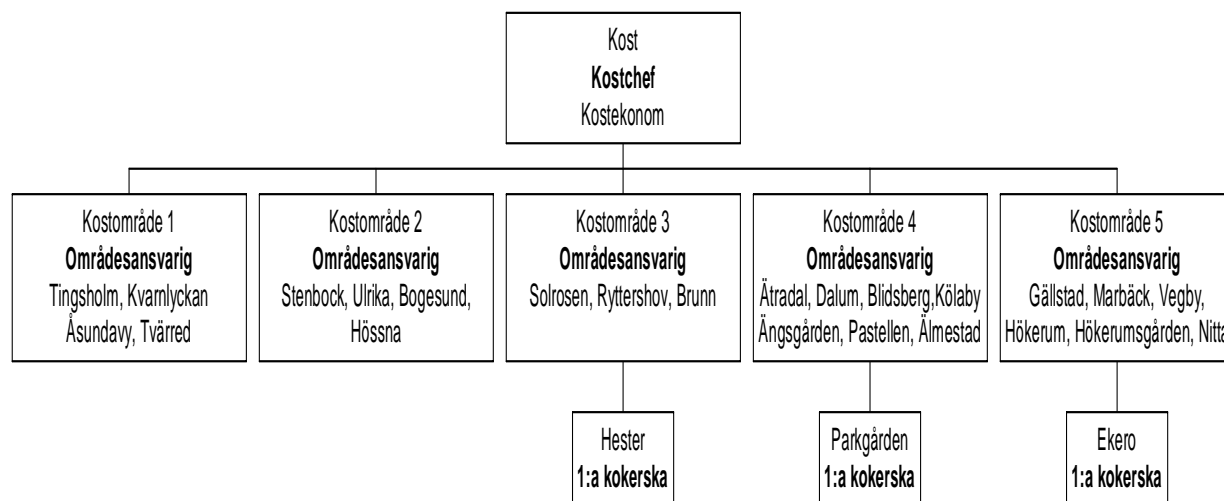 Kost
Kostchef
Kostekonom
Kostområde 1
Områdesansvarig
Tingsholm, Kvarnlyckan
Åsundavy, Tvärred
Kostområde 2
Områdesansvarig
Stenbock, Ulrika, Bogesund,
Hössna
Kostområde 3
Områdesansvarig
Solrosen, Ryttershov, Brunn
Kostområde 4
Områdesansvarig
Ätradal, Dalum, Blidsberg,Kölaby
Ängsgården, Pastellen, Älmestad
Kostområde 5
Områdesansvarig
Gällstad, Marbäck, Vegby,
Hökerum, Hökerumsgården, Nitta
Hester
1:a kokerska
Parkgården
1:a kokerska
Ekero
1:a kokerska